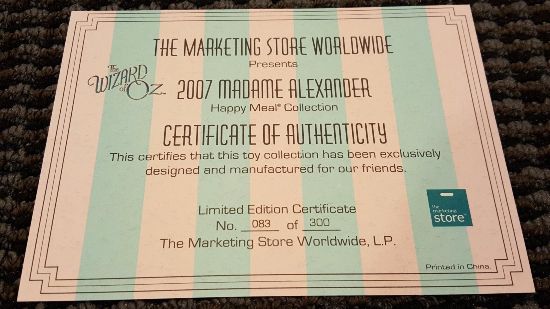 THE MARKETING STORE WORLDWIDE
Presents
The
WIZARD
of
OZ.
2007 MADAME ALEXANDER
Happy Meal® Collection
CERTIFICATE OF AUTHENTICITY
This certifies that this toy collection has been exclusively
designed and manufactured for our friends.
Limited Edition Certificate
No. 083 of 300
The Marketing Store Worldwide, L.P.
the
marketing
store
Printed in China.